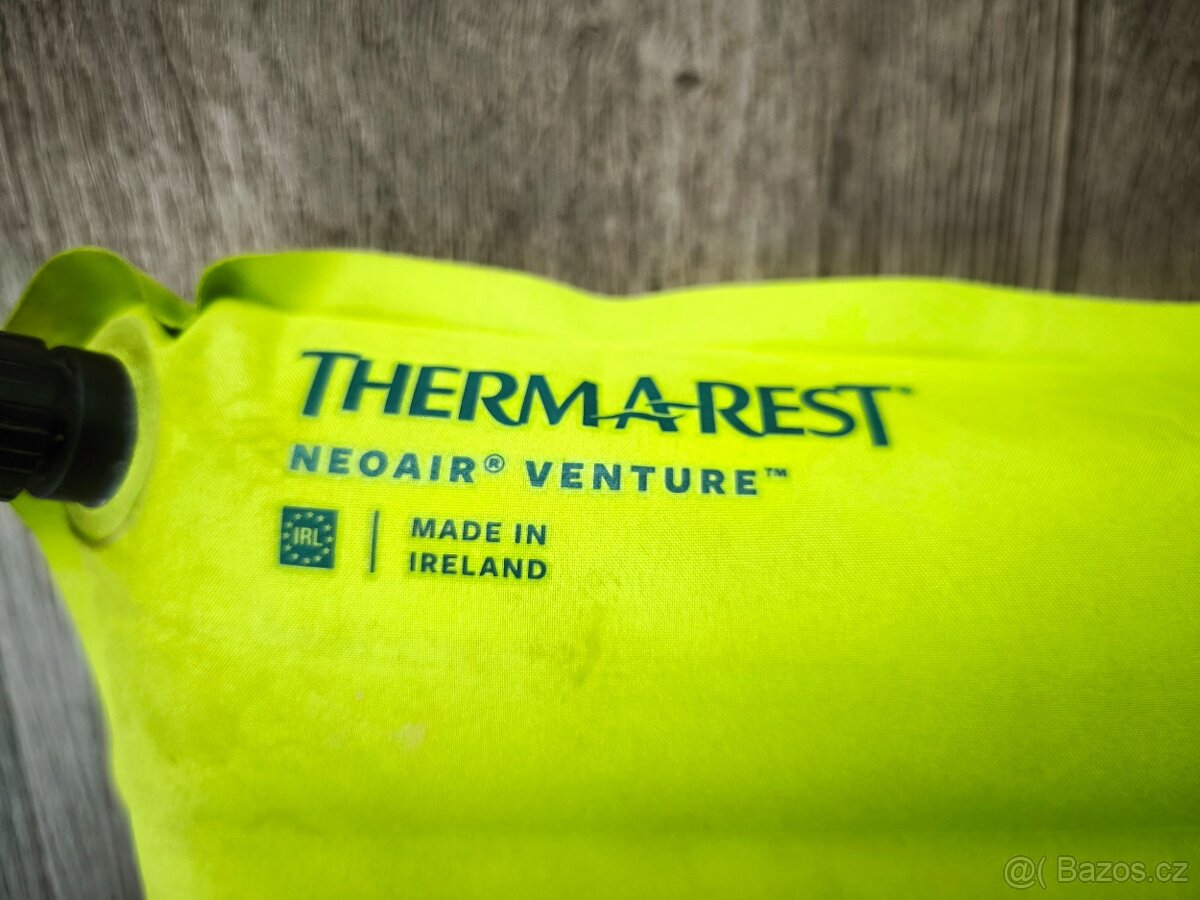 THERM-A-REST
NEOAIR® VENTURE™
IRL
MADE IN
IRELAND
@( Bazos.cz